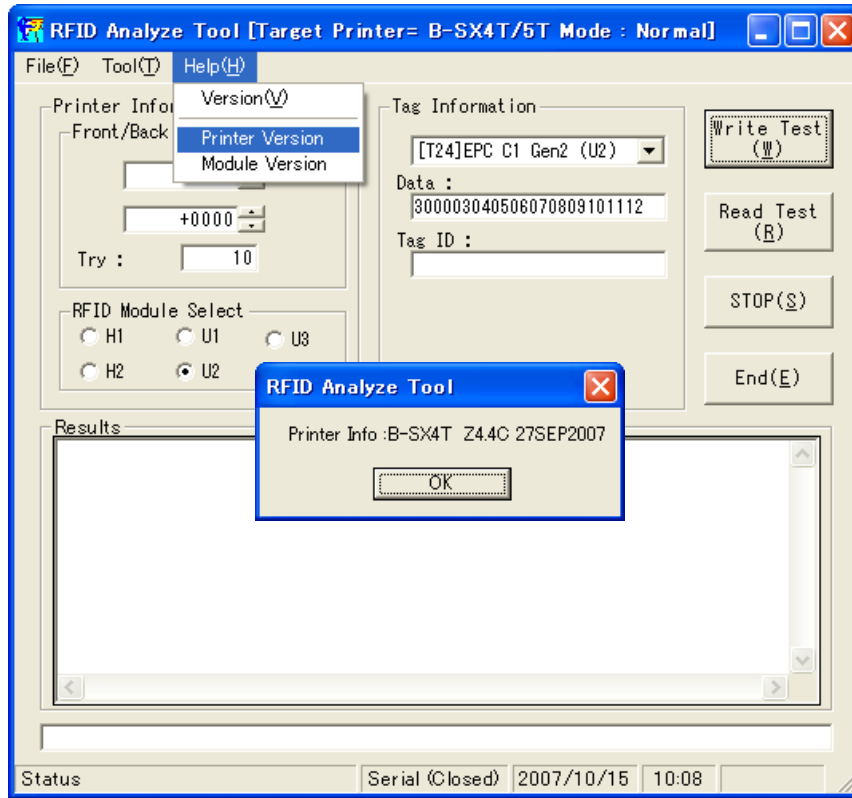 RFID Analyze Tool [Target Printer= B-SX4T/5T Mode : Normal]
File(F) Tool(T) Help(H)
Version(V)
Printer Version
Module Version
Printer Infor
Front/Back
+0000
Try : 10
RFID Module Select
H1 U1 U3
H2 U2
Tag Information
[T24]EPC C1 Gen2 (U2)
Data :
300003040506070809101112
Tag ID :
Write Test
(W)
Read Test
(R)
STOP(S)
End(E)
RFID Analyze Tool
Printer Info :B-SX4T Z4.4C 27SEP2007
OK
Results
Status Serial (Closed) 2007/10/15 10:08